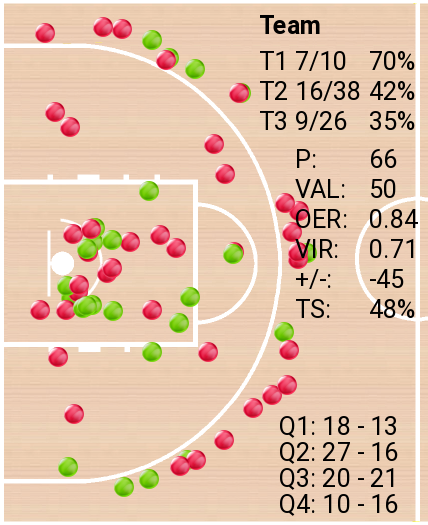 Team
T1 7/10 70%
T2 16/38 42%
T3 9/26 35%
P: 66
VAL: 50
OER: 0.84
VIR: 0.71
+/-: -45
TS: 48%
Q1: 18 - 13
Q2: 27 - 16
Q3: 20 - 21
Q4: 10 - 16